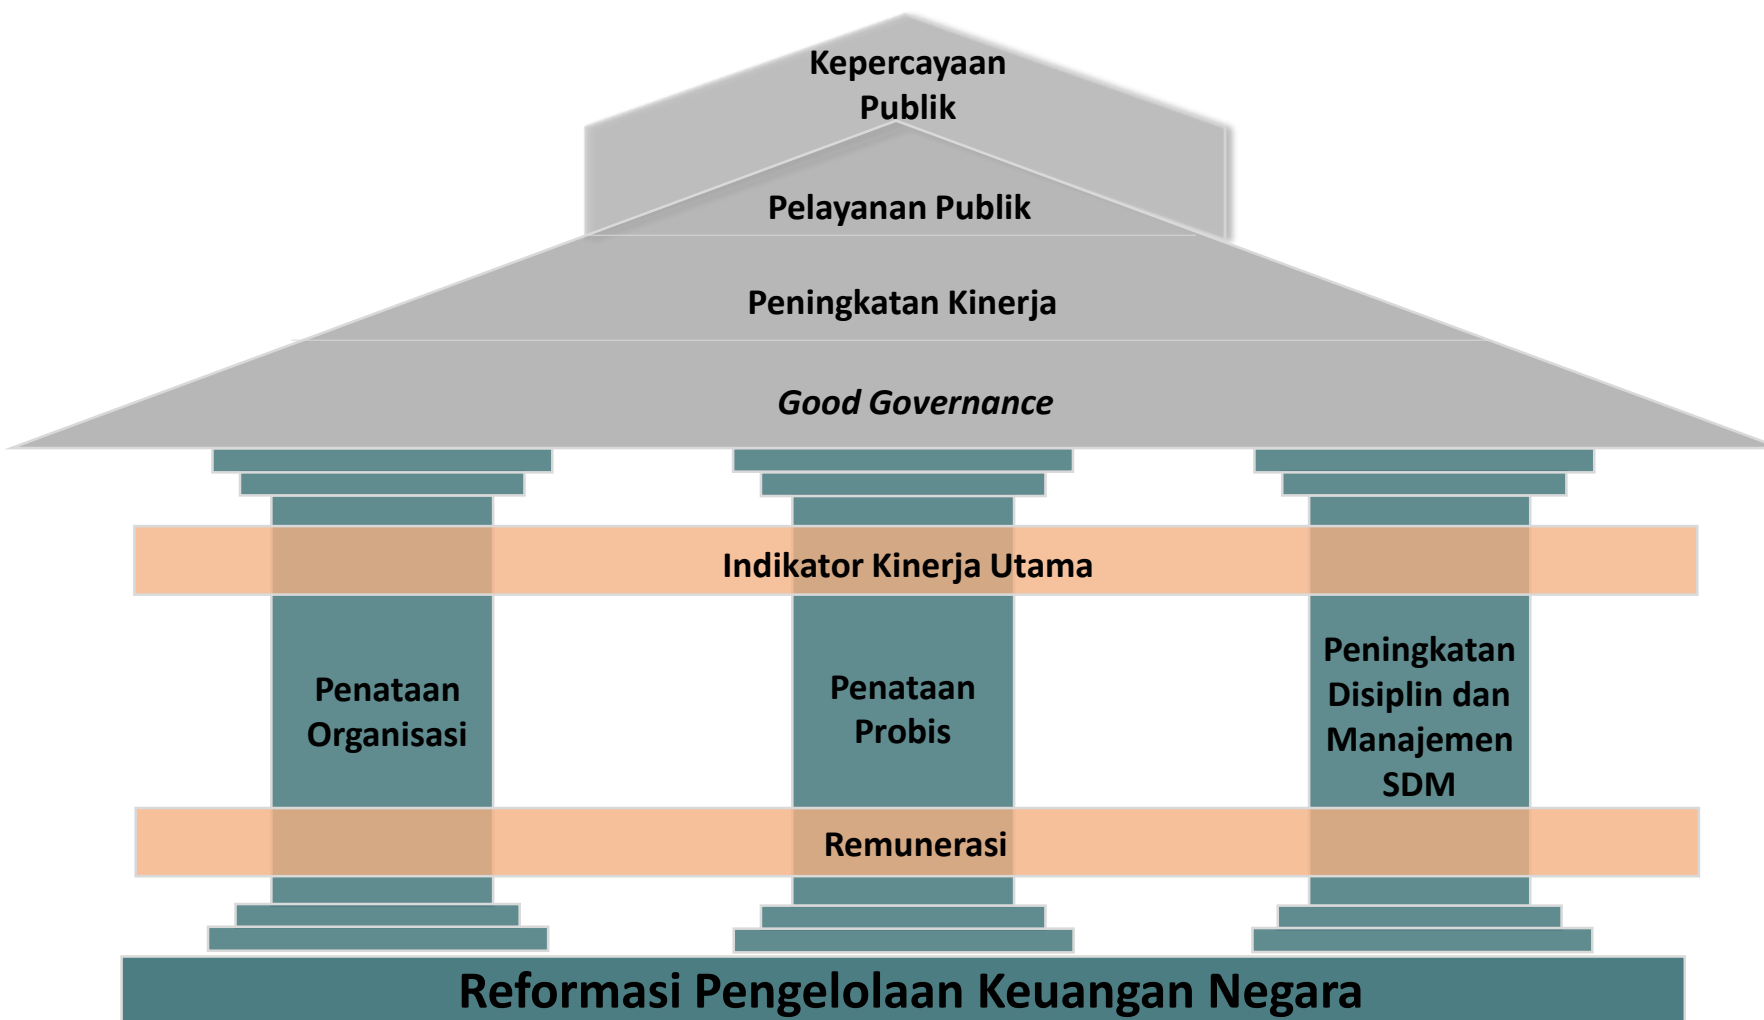 Kepercayaan
Publik
Pelayanan Publik
Peningkatan Kinerja
Good Governance
Indikator Kinerja Utama
Penataan
Organisasi
Penataan
Probis
Peningkatan
Disiplin dan
Manajemen
SDM
Remunerasi
Reformasi Pengelolaan Keuangan Negara